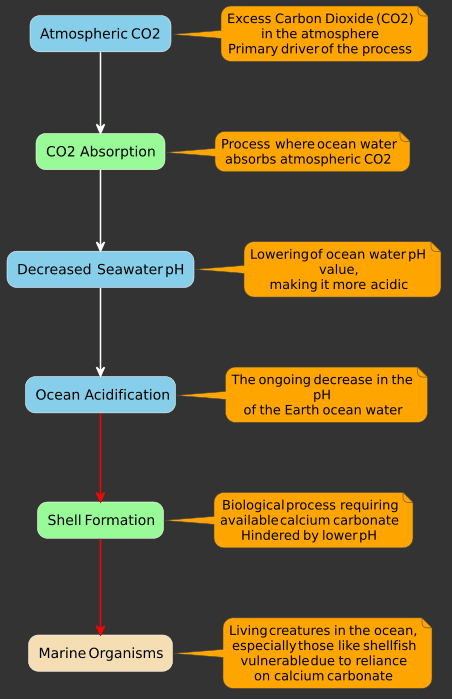 Atmospheric CO2
Excess Carbon Dioxide (CO2)
in the atmosphere
Primary driver of the process
CO2 Absorption
Process where ocean water
absorbs atmospheric CO2
Decreased Seawater pH
Lowering of ocean water pH
value,
making it more acidic
Ocean Acidification
The ongoing decrease in the
pH
of the Earth ocean water
Shell Formation
Biological process requiring
available calcium carbonate
Hindered by lower pH
Marine Organisms
Living creatures in the ocean,
especially those like shellfish
vulnerable due to reliance
on calcium carbonate